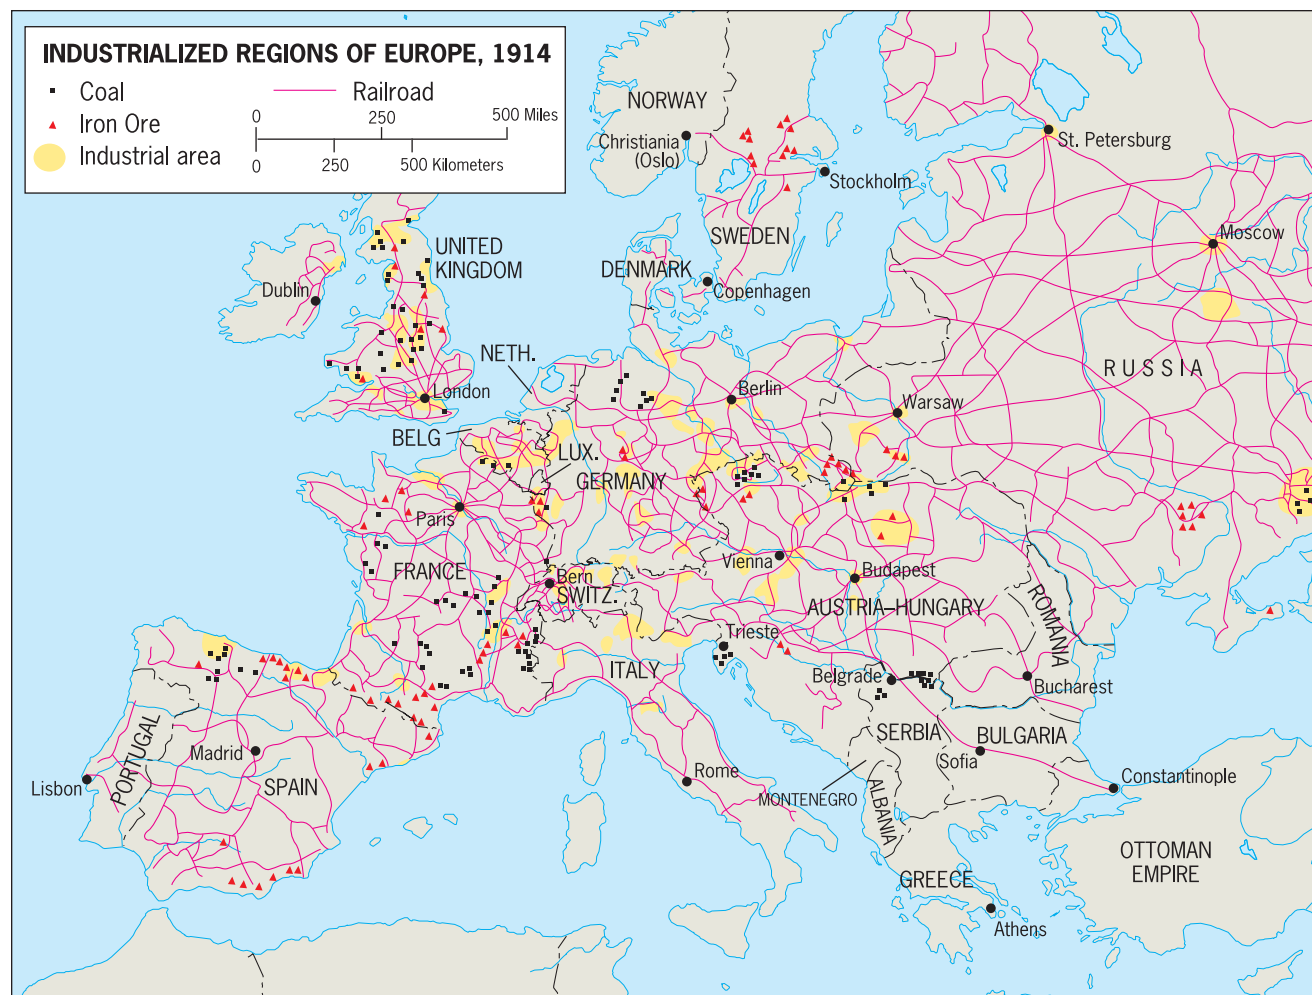 INDUSTRIALIZED REGIONS OF EUROPE, 1914
Coal
Railroad
Iron Ore
0 250 500 Miles
Industrial area
0 250 500 Kilometers
NORWAY
Christiania
(Oslo)
St. Petersburg
Stockholm
SWEDEN
Moscow
UNITED
KINGDOM
DENMARK
Copenhagen
Dublin
NETH.
RUSSIA
London
Berlin
Warsaw
BELG
LUX.
GERMANY
Paris
Vienna
FRANCE
Bern
SWITZ.
Budapest
AUSTRIA–HUNGARY
ROMANIA
Trieste
ITALY
Belgrade
Bucharest
PORTUGAL
Madrid
SERBIA
BULGARIA
Sofia
Lisbon
SPAIN
Rome
MONTENEGRO
Constantinople
ALBANIA
OTTOMAN
EMPIRE
GREECE
Athens